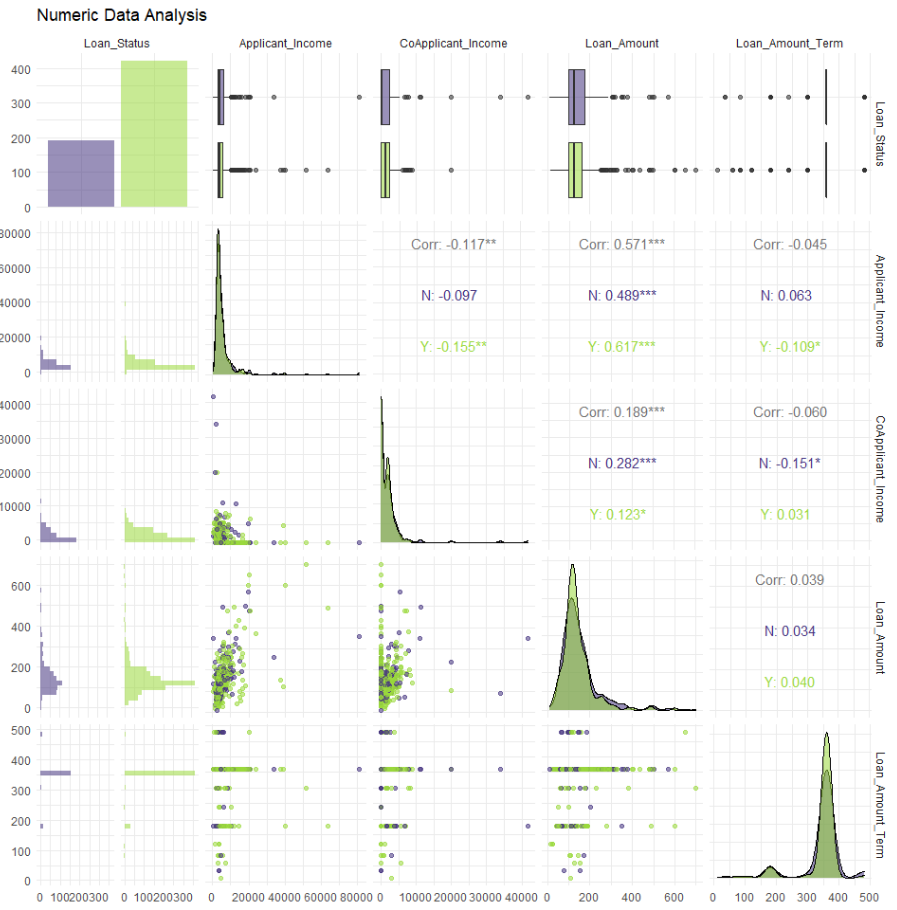 Numeric Data Analysis
Loan_Status Applicant_Income CoApplicant_Income Loan_Amount Loan_Amount_Term
400
300
200
100
0
Loan_Status
80000
60000
40000
20000
0
Corr: -0.117** Corr: 0.571*** Corr: -0.045
N: -0.097 N: 0.489*** N: 0.063
Y: -0.155** Y: 0.617*** Y: -0.109*
Applicant_Income
40000
30000
20000
10000
0
Corr: 0.189*** Corr: -0.060
N: 0.282*** N: -0.151*
Y: 0.123* Y: 0.031
CoApplicant_Income
600
400
200
0
Corr: 0.039
N: 0.034
Y: 0.040
Loan_Amount
500
400
300
200
100
0
Loan_Amount_Term
0 100200300 0 100200300 0 20000 40000 60000 80000 0 10000 20000 30000 40000 0 200 400 600 0 100 200 300 400 500